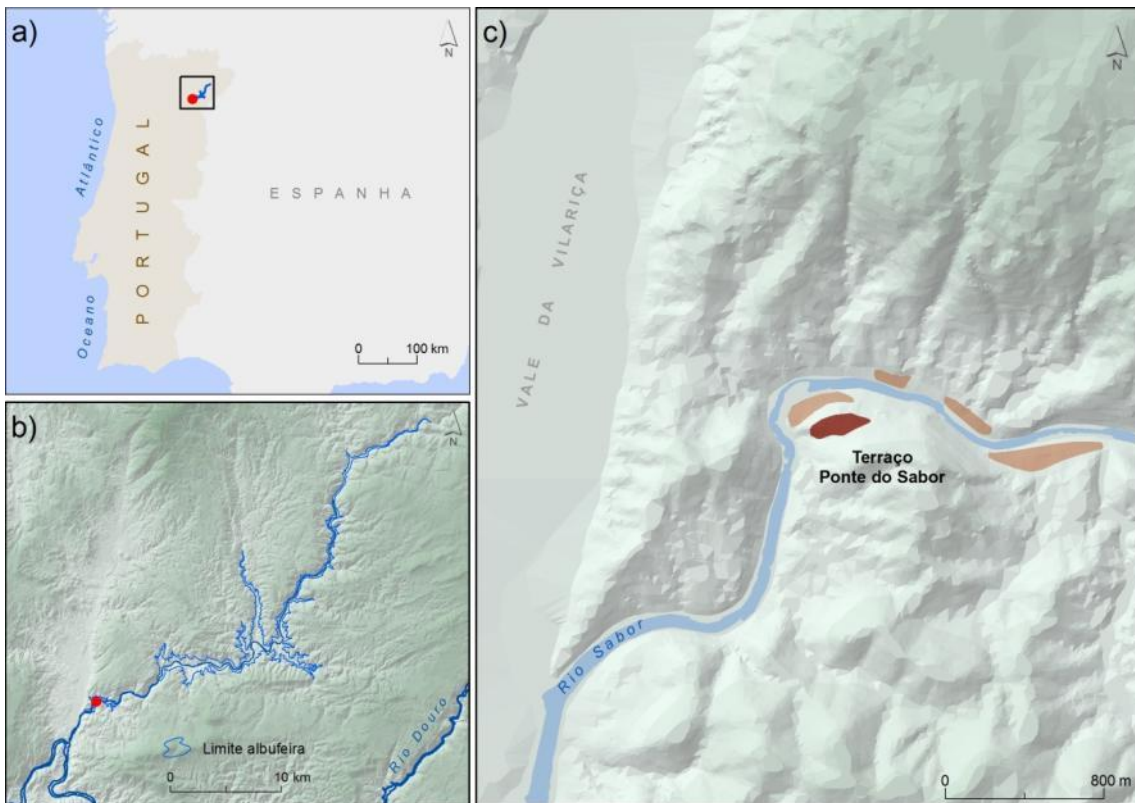 a)
N
Atlântico
Oceano
PORTUGAL
ESPANHA
0 100 km
b)
N
Limite albufeira
0 10 km
Rio Douro
c)
N
VALE DA VILARIÇA
Terraço
Ponte do Sabor
Rio Sabor
0 800 m